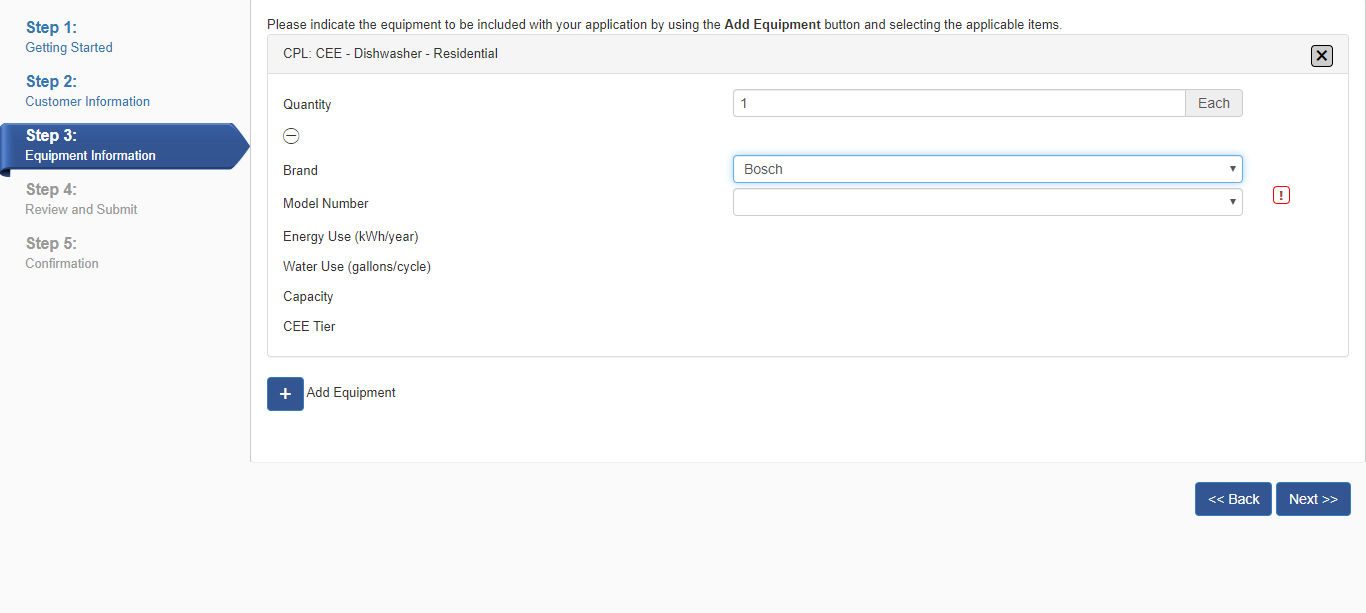 Step 1:
Getting Started
Step 2:
Customer Information
Step 3:
Equipment Information
Step 4:
Review and Submit
Step 5:
Confirmation
Please indicate the equipment to be included with your application by using the Add Equipment button and selecting the applicable items.
CPL: CEE - Dishwasher - Residential
Quantity
1 Each
Brand
Bosch
Model Number
!
Energy Use (kWh/year)
Water Use (gallons/cycle)
Capacity
CEE Tier
+ Add Equipment
<< Back Next >>